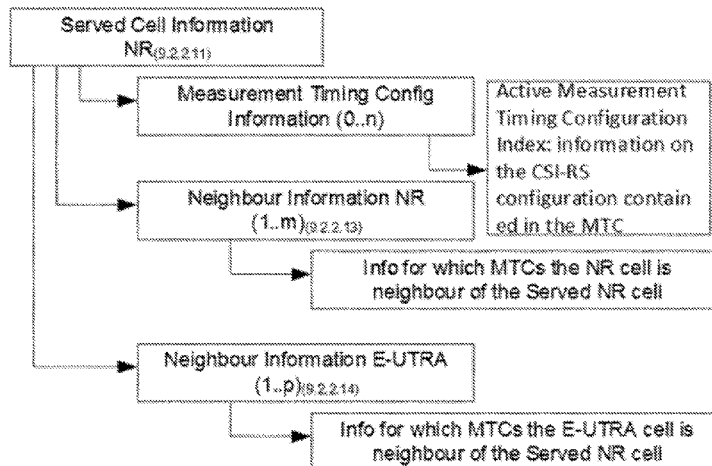 Served Cell Information
NR(9.2.2.11)
Measurement Timing Config
Information (0..n)
Active Measurement
Timing Configuration
Index: information on
the CSI-RS
configuration contain
ed in the MTC
Neighbour Information NR
(1..m)(9.2.2.13)
Info for which MTCs the NR cell is
neighbour of the Served NR cell
Neighbour Information E-UTRA
(1..p)(9.2.2.14)
Info for which MTCs the E-UTRA cell is
neighbour of the Served NR cell